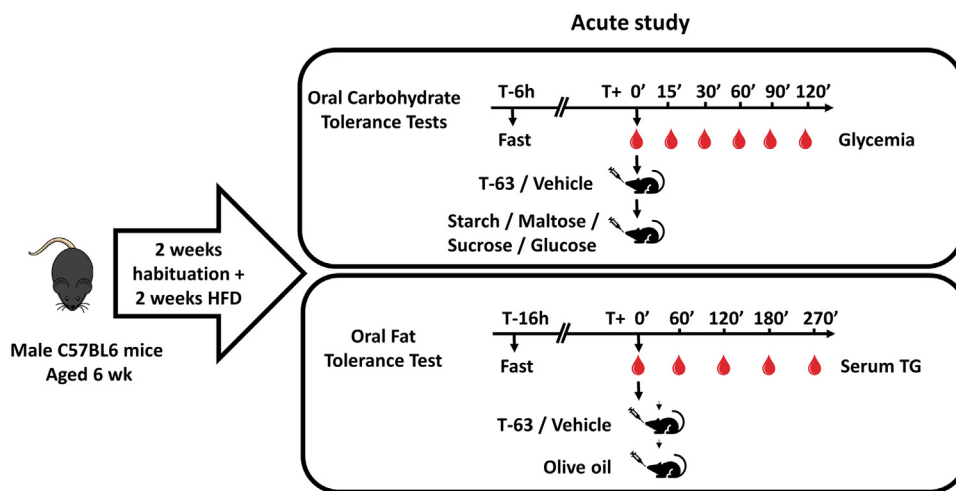 Acute study
Oral Carbohydrate
Tolerance Tests
T-6h
T+ 0’ 15’ 30’ 60’ 90’ 120’
Fast
Glycemia
T-63 / Vehicle
Starch / Maltose /
Sucrose / Glucose
2 weeks
habituation +
2 weeks HFD
Male C57BL6 mice
Aged 6 wk
Oral Fat
Tolerance Test
T-16h
T+ 0’ 60’ 120’ 180’ 270’
Fast
Serum TG
T-63 / Vehicle
Olive oil